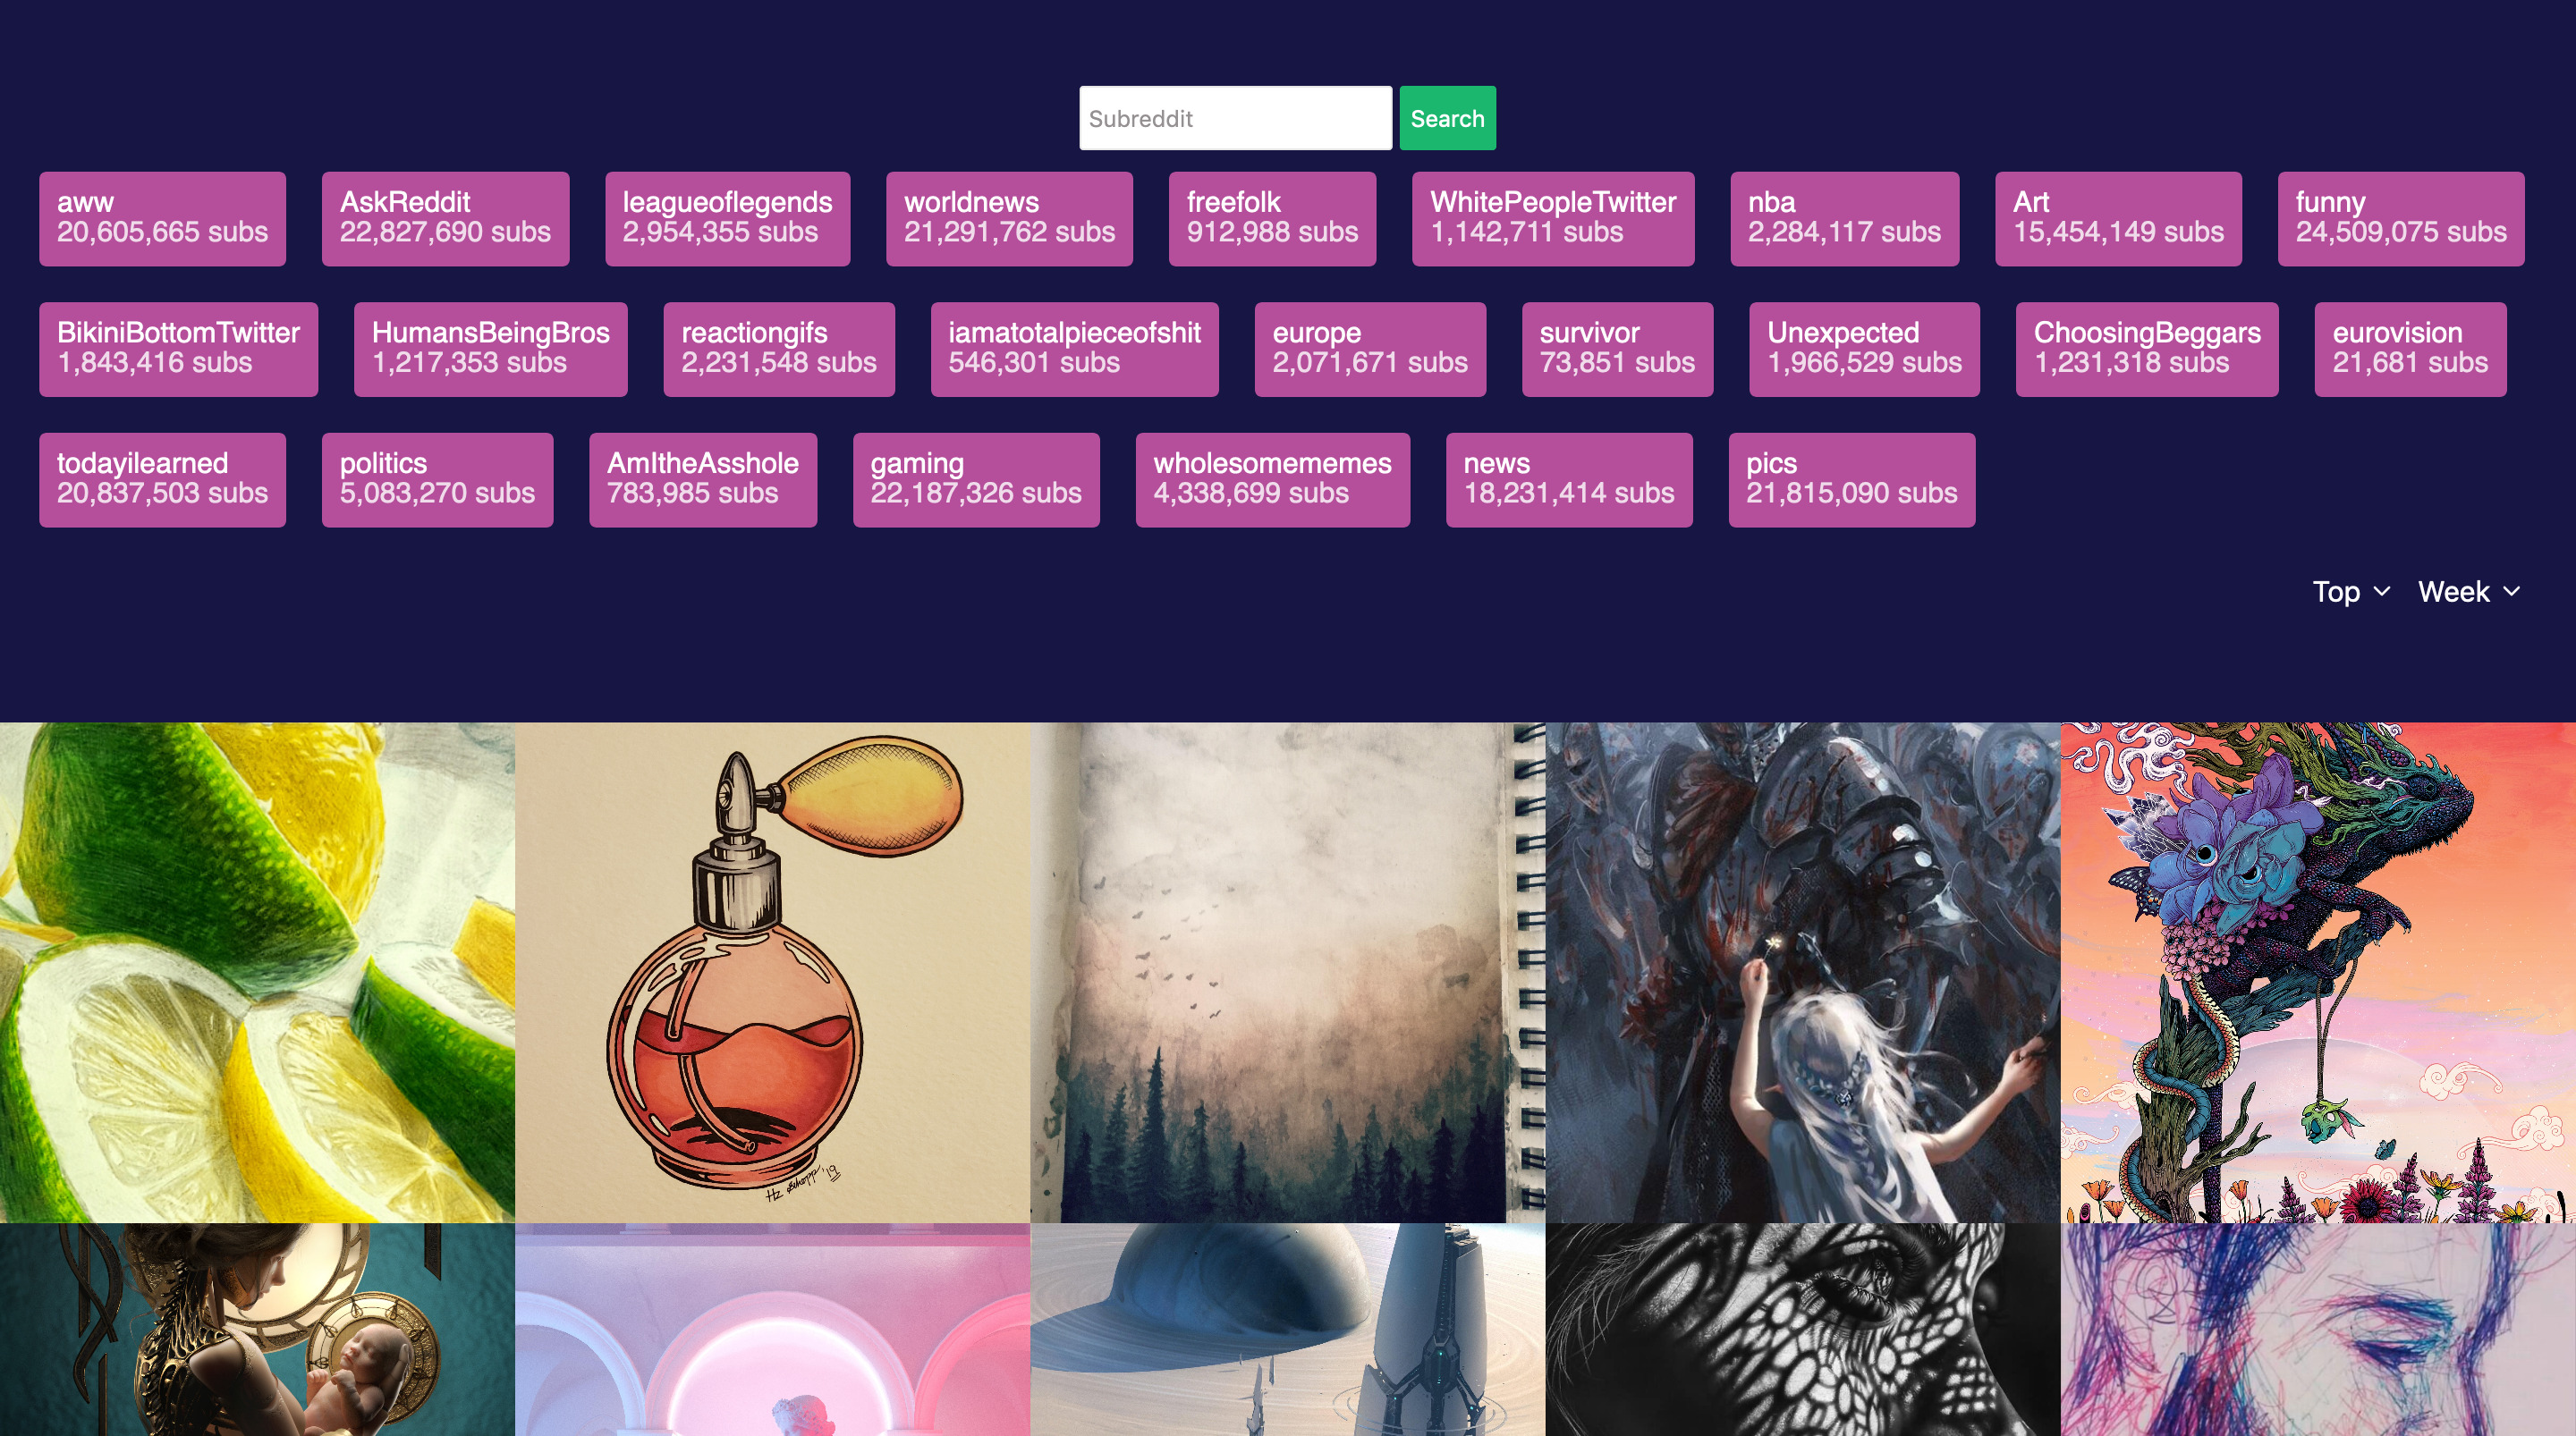 Subreddit
Search
aww
20,605,665 subs
AskReddit
22,827,690 subs
leagueoflegends
2,954,355 subs
worldnews
21,291,762 subs
freefolk
912,988 subs
WhitePeopleTwitter
1,142,711 subs
nba
2,284,117 subs
Art
15,454,149 subs
funny
24,509,075 subs
BikiniBottomTwitter
1,843,416 subs
HumansBeingBros
1,217,353 subs
reactiongifs
2,231,548 subs
iamatotalpieceofshit
546,301 subs
europe
2,071,671 subs
survivor
73,851 subs
Unexpected
1,966,529 subs
ChoosingBeggars
1,231,318 subs
eurovision
21,681 subs
todayilearned
20,837,503 subs
politics
5,083,270 subs
AmItheAsshole
783,985 subs
gaming
22,187,326 subs
wholesomememes
4,338,699 subs
news
18,231,414 subs
pics
21,815,090 subs
Top
Week